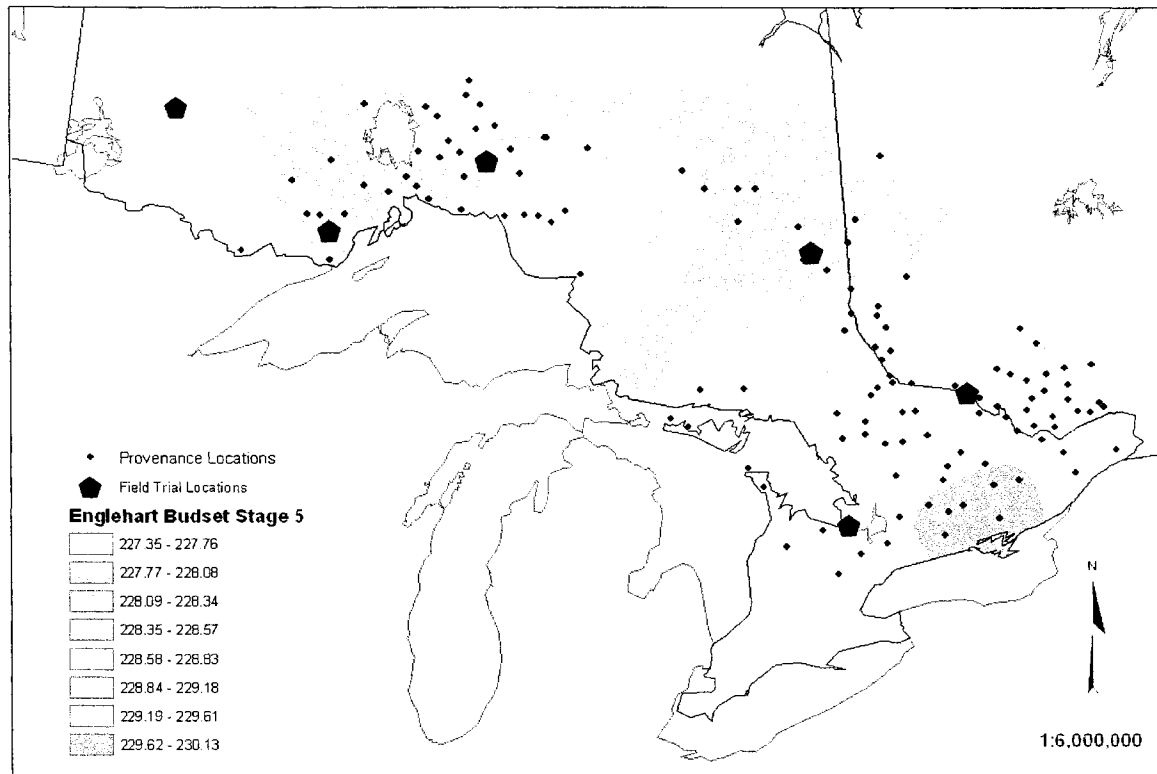 Provenance Locations
Field Trial Locations
Englehart Budset Stage 5
227.35 - 227.76
227.77 - 228.08
228.09 - 228.34
228.35 - 228.57
228.58 - 228.83
228.84 - 229.18
229.19 - 229.61
229.62 - 230.13
N
1:6,000,000